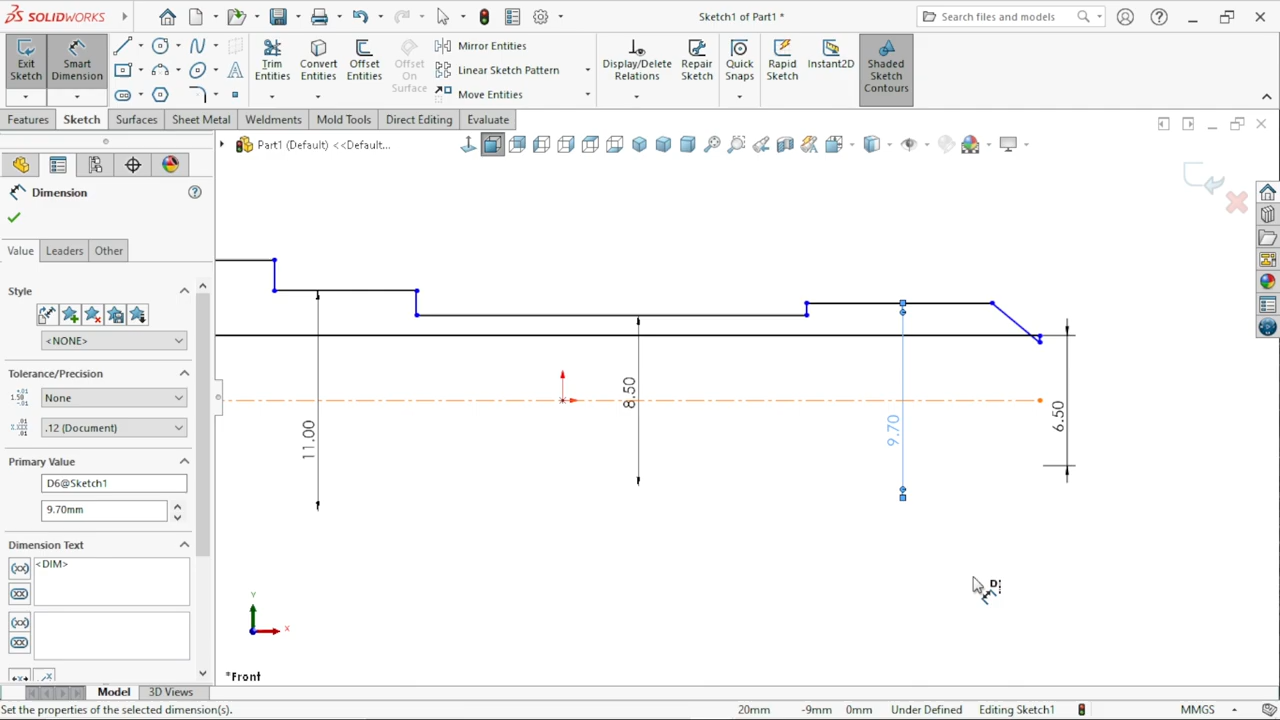 SOLIDWORKS
Sketch1 of Part1 *
Search files and models
Exit Sketch
Smart Dimension
Trim Entities
Convert Entities
Offset Entities
Offset On Surface
Mirror Entities
Linear Sketch Pattern
Move Entities
Display/Delete Relations
Repair Sketch
Quick Snaps
Rapid Sketch
Instant2D
Shaded Sketch Contours
Features
Sketch
Surfaces
Sheet Metal
Weldments
Mold Tools
Direct Editing
Evaluate
Part1 (Default) <<Default...
Dimension
Value
Leaders
Other
Style
<NONE>
Tolerance/Precision
None
.12 (Document)
Primary Value
D6@Sketch1
9.70mm
Dimension Text
<DIM>
11.00
8.50
9.70
6.50
Y
X
*Front
Model
3D Views
Set the properties of the selected dimension(s).
20mm
-9mm
0mm
Under Defined
Editing Sketch1
MMGS